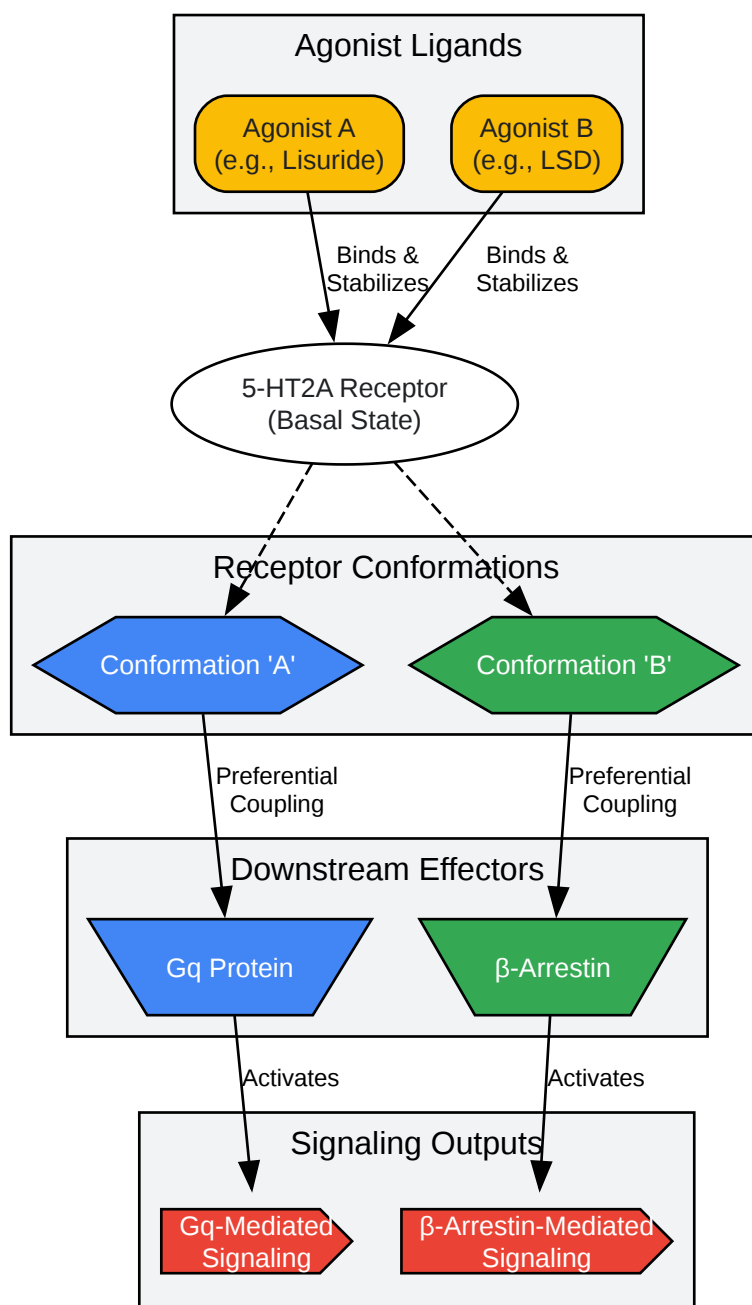 Agonist Ligands
Agonist A
(e.g., Lisuride)
Agonist B
(e.g., LSD)
Binds &
Stabilizes
Binds &
Stabilizes
5-HT2A Receptor
(Basal State)
Receptor Conformations
Conformation 'A'
Conformation 'B'
Preferential
Coupling
Preferential
Coupling
Downstream Effectors
Gq Protein
β-Arrestin
Activates
Activates
Signaling Outputs
Gq-Mediated
Signaling
β-Arrestin-Mediated
Signaling